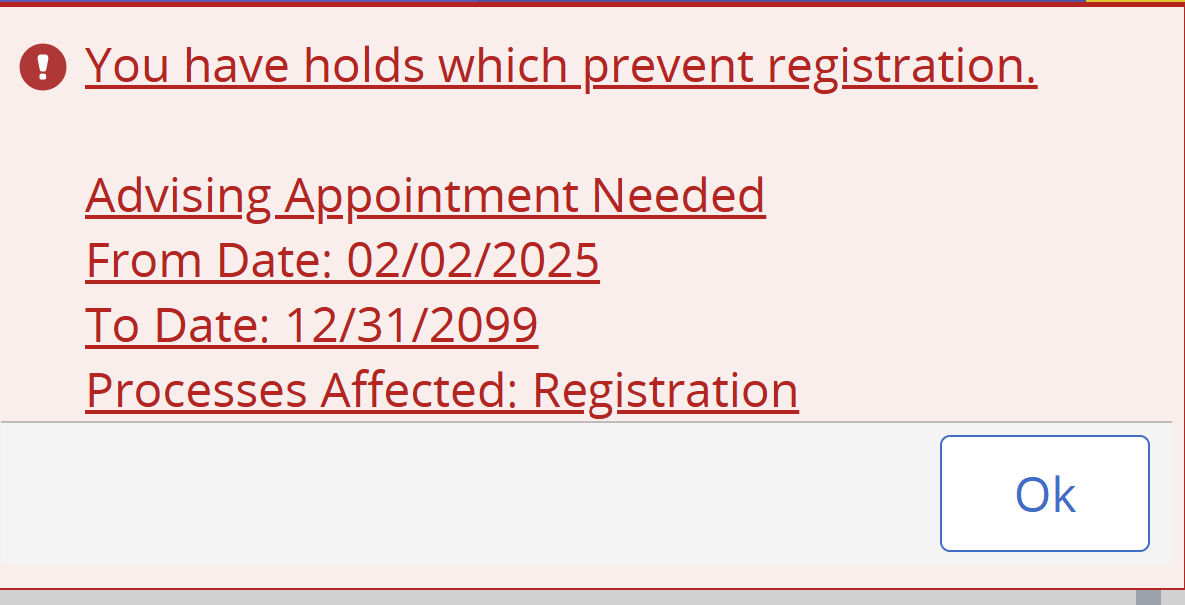 You have holds which prevent registration.
Advising Appointment Needed
From Date: 02/02/2025
To Date: 12/31/2099
Processes Affected: Registration
Ok